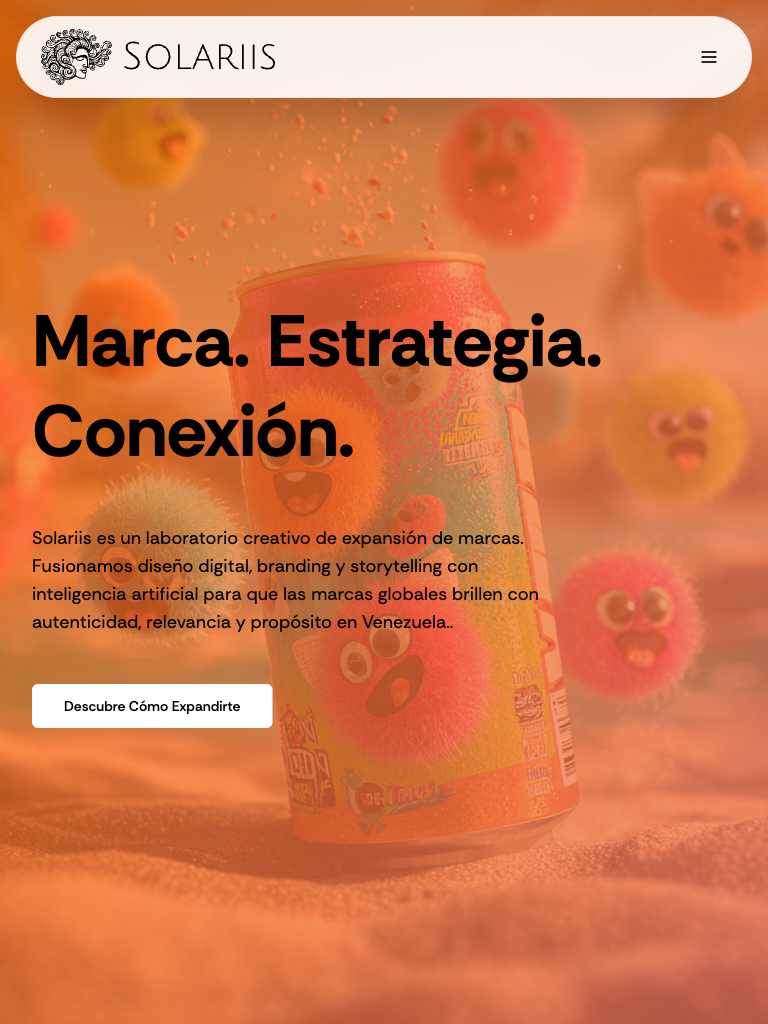 SOLARIIS
Marca. Estrategia.
Conexión.
Solariis es un laboratorio creativo de expansión de marcas.
Fusionamos diseño digital, branding y storytelling con
inteligencia artificial para que las marcas globales brillen con
autenticidad, relevancia y propósito en Venezuela..
Descubre Cómo Expandirte